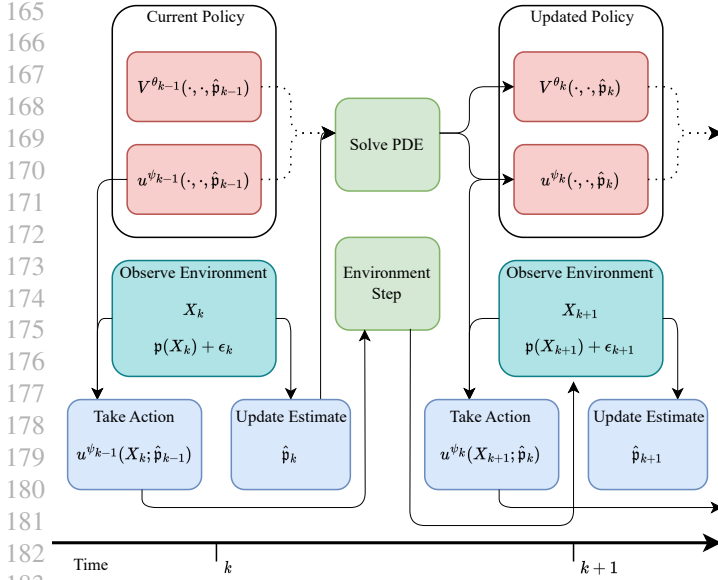 165
166
167
168
169
170
171
172
173
174
175
176
177
178
179
180
181
182
Current Policy
V^{θ_{k−1}}(·, ·, p̂_{k−1})
u^{ψ_{k−1}}(·, ·, p̂_{k−1})
Solve PDE
Updated Policy
V^{θ_k}(·, ·, p̂_k)
u^{ψ_k}(·, ·, p̂_k)
Observe Environment
X_k
𝔭(X_k) + ϵ_k
Environment
Step
Observe Environment
X_{k+1}
𝔭(X_{k+1}) + ϵ_{k+1}
Take Action
u^{ψ_{k−1}}(X_k; p̂_{k−1})
Update Estimate
p̂_k
Take Action
u^{ψ_k}(X_{k+1}; p̂_k)
Update Estimate
p̂_{k+1}
Time
k
k + 1